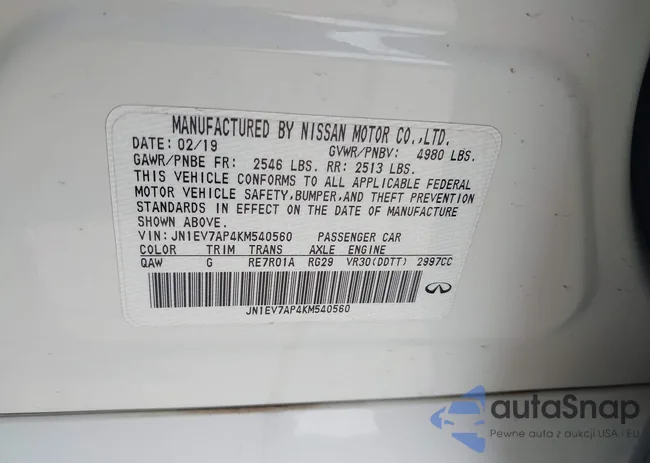 MANUFACTURED BY NISSAN MOTOR CO.,LTD.
DATE: 02/19 GVWR/PNBV: 4980 LBS.
GAWR/PNBE FR: 2546 LBS. RR: 2513 LBS.
THIS VEHICLE CONFORMS TO ALL APPLICABLE FEDERAL
MOTOR VEHICLE SAFETY,BUMPER,AND THEFT PREVENTION
STANDARDS IN EFFECT ON THE DATE OF MANUFACTURE
SHOWN ABOVE.
VIN: JN1EV7AP4KM540560 PASSENGER CAR
COLOR TRIM TRANS AXLE ENGINE
QAW G RE7R01A RG29 VR30(DDTT) 2997CC
JN1EV7AP4KM540560
autaSnap
Pewne auta z aukcji USA i EU